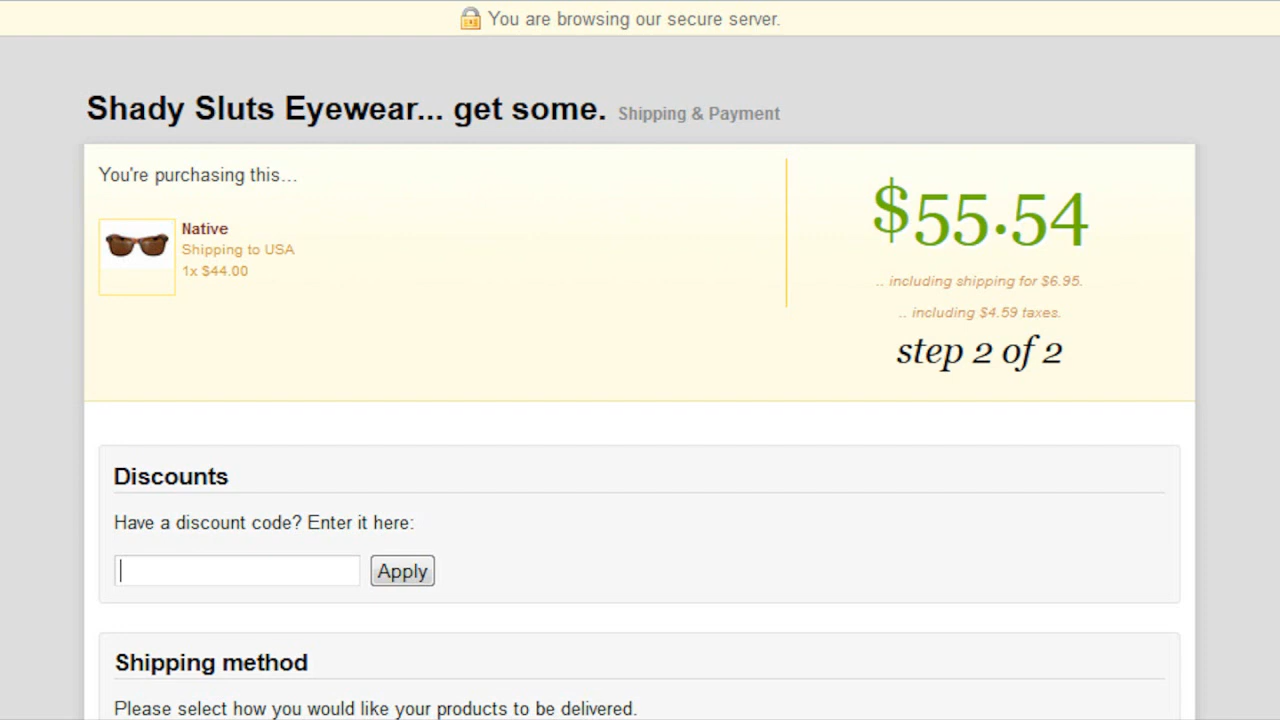 You are browsing our secure server.
Shady Sluts Eyewear... get some. Shipping & Payment
You're purchasing this...
Native
Shipping to USA
1x $44.00
$55.54
.. including shipping for $6.95.
.. including $4.59 taxes.
step 2 of 2
Discounts
Have a discount code? Enter it here:
Apply
Shipping method
Please select how you would like your products to be delivered.